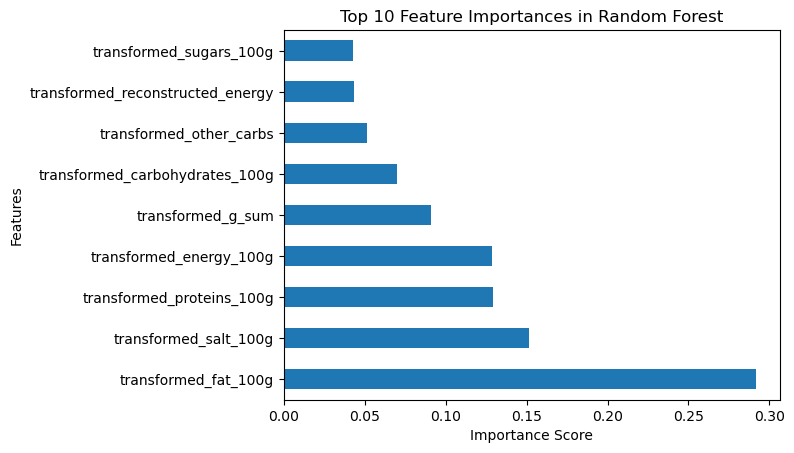 Top 10 Feature Importances in Random Forest
Features
transformed_sugars_100g
transformed_reconstructed_energy
transformed_other_carbs
transformed_carbohydrates_100g
transformed_g_sum
transformed_energy_100g
transformed_proteins_100g
transformed_salt_100g
transformed_fat_100g
0.00 0.05 0.10 0.15 0.20 0.25 0.30
Importance Score